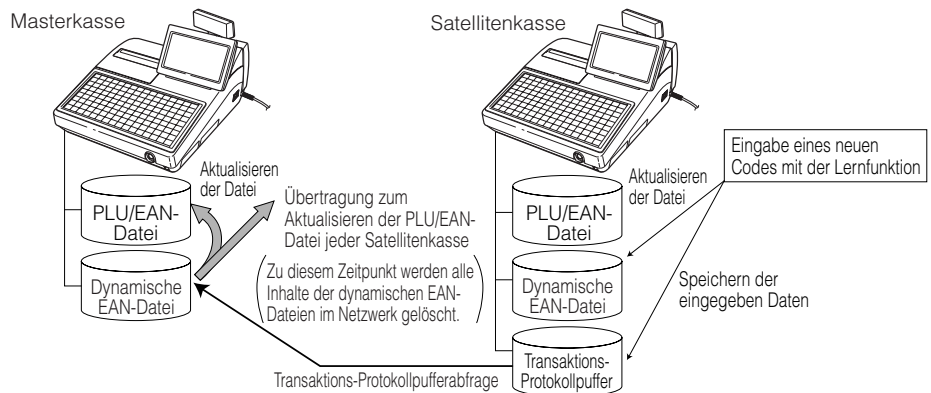 Masterkasse
Satellitenkasse
Eingabe eines neuen
Codes mit der Lernfunktion
Aktualisieren
der Datei
Aktualisieren
der Datei
PLU/EAN-
Datei
Übertragung zum
Aktualisieren der PLU/EAN-
Datei jeder Satellitenkasse
PLU/EAN-
Datei
Dynamische
EAN-Datei
(Zu diesem Zeitpunkt werden alle
Inhalte der dynamischen EAN-
Dateien im Netzwerk gelöscht.)
Dynamische
EAN-Datei
Speichern der
eingegeben Daten
Transaktions-
Protokollpuffer
Transaktions-Protokollpufferabfrage